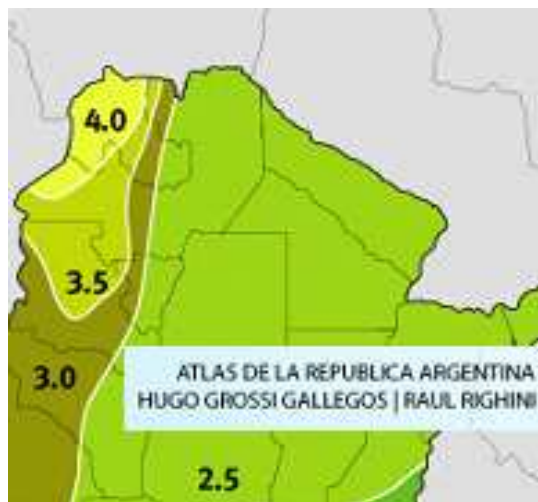 4.0
3.5
3.0
ATLAS DE LA REPUBLICA ARGENTINA
HUGO GROSSI GALLEGOS | RAUL RIGHINI
2.5